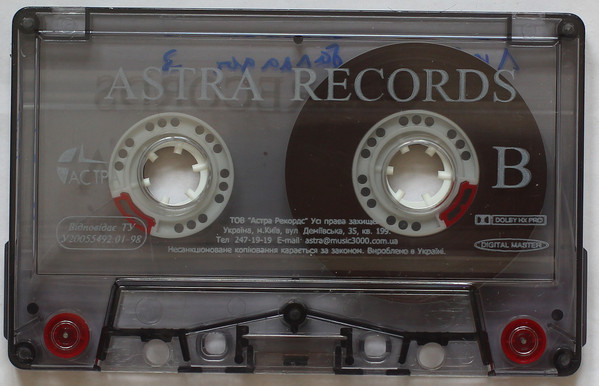 ASTRA RECORDS
B
АСТР
Відповідає ТУ
У20055492.01-98
ТОВ "Астра Рекордс" Усі права захищ
Україна, м.Київ, вул. Деміївська, 35, кв. 199.
Тел 247-19-19 E-mail: astra@music3000.com.ua
Несанкціоноване копіювання карається за законом. Вироблено в Україні.
DOLBY HX PRO
DIGITAL MASTER